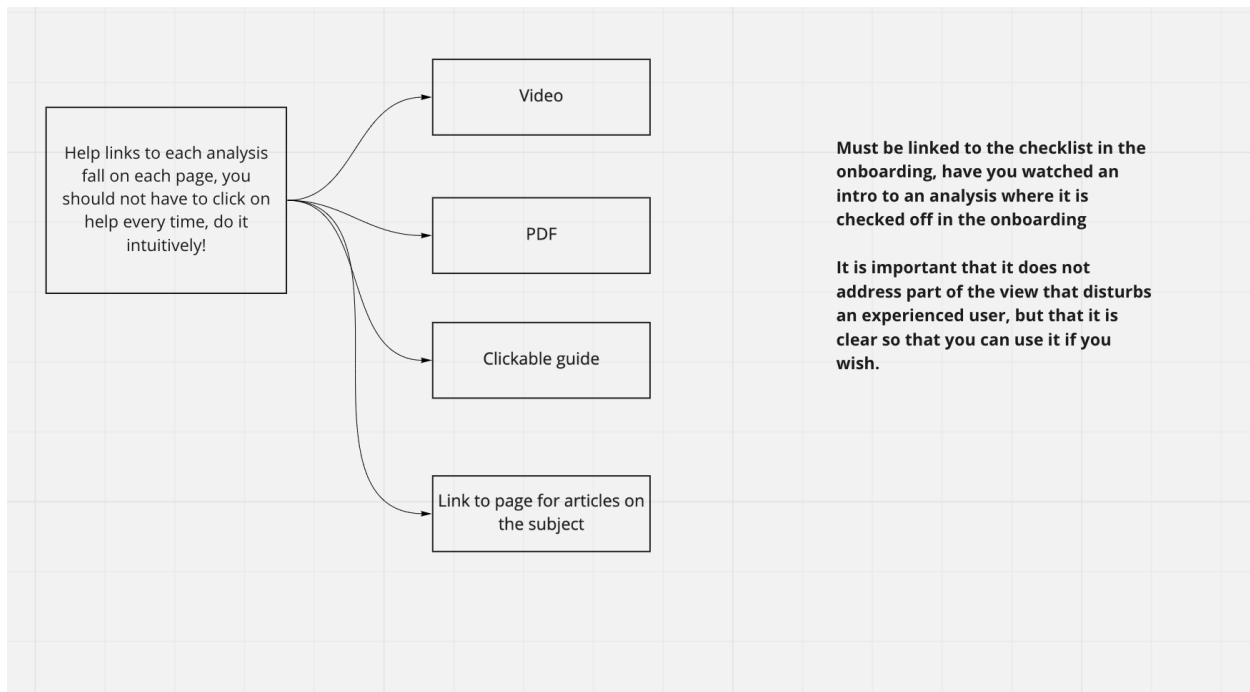 Help links to each analysis
fall on each page, you
should not have to click on
help every time, do it
intuitively!
Video
PDF
Clickable guide
Link to page for articles on
the subject
Must be linked to the checklist in the
onboarding, have you watched an
intro to an analysis where it is
checked off in the onboarding
It is important that it does not
address part of the view that disturbs
an experienced user, but that it is
clear so that you can use it if you
wish.